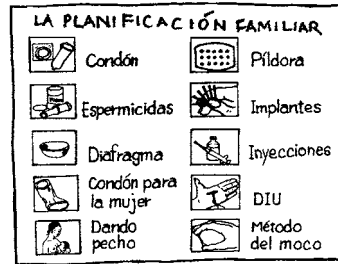 LA PLANIFICACIÓN FAMILIAR
Condón
Píldora
Espermicidas
Implantes
Diafragma
Inyecciones
Condón para
la mujer
DIU
Dando
pecho
Método
del moco